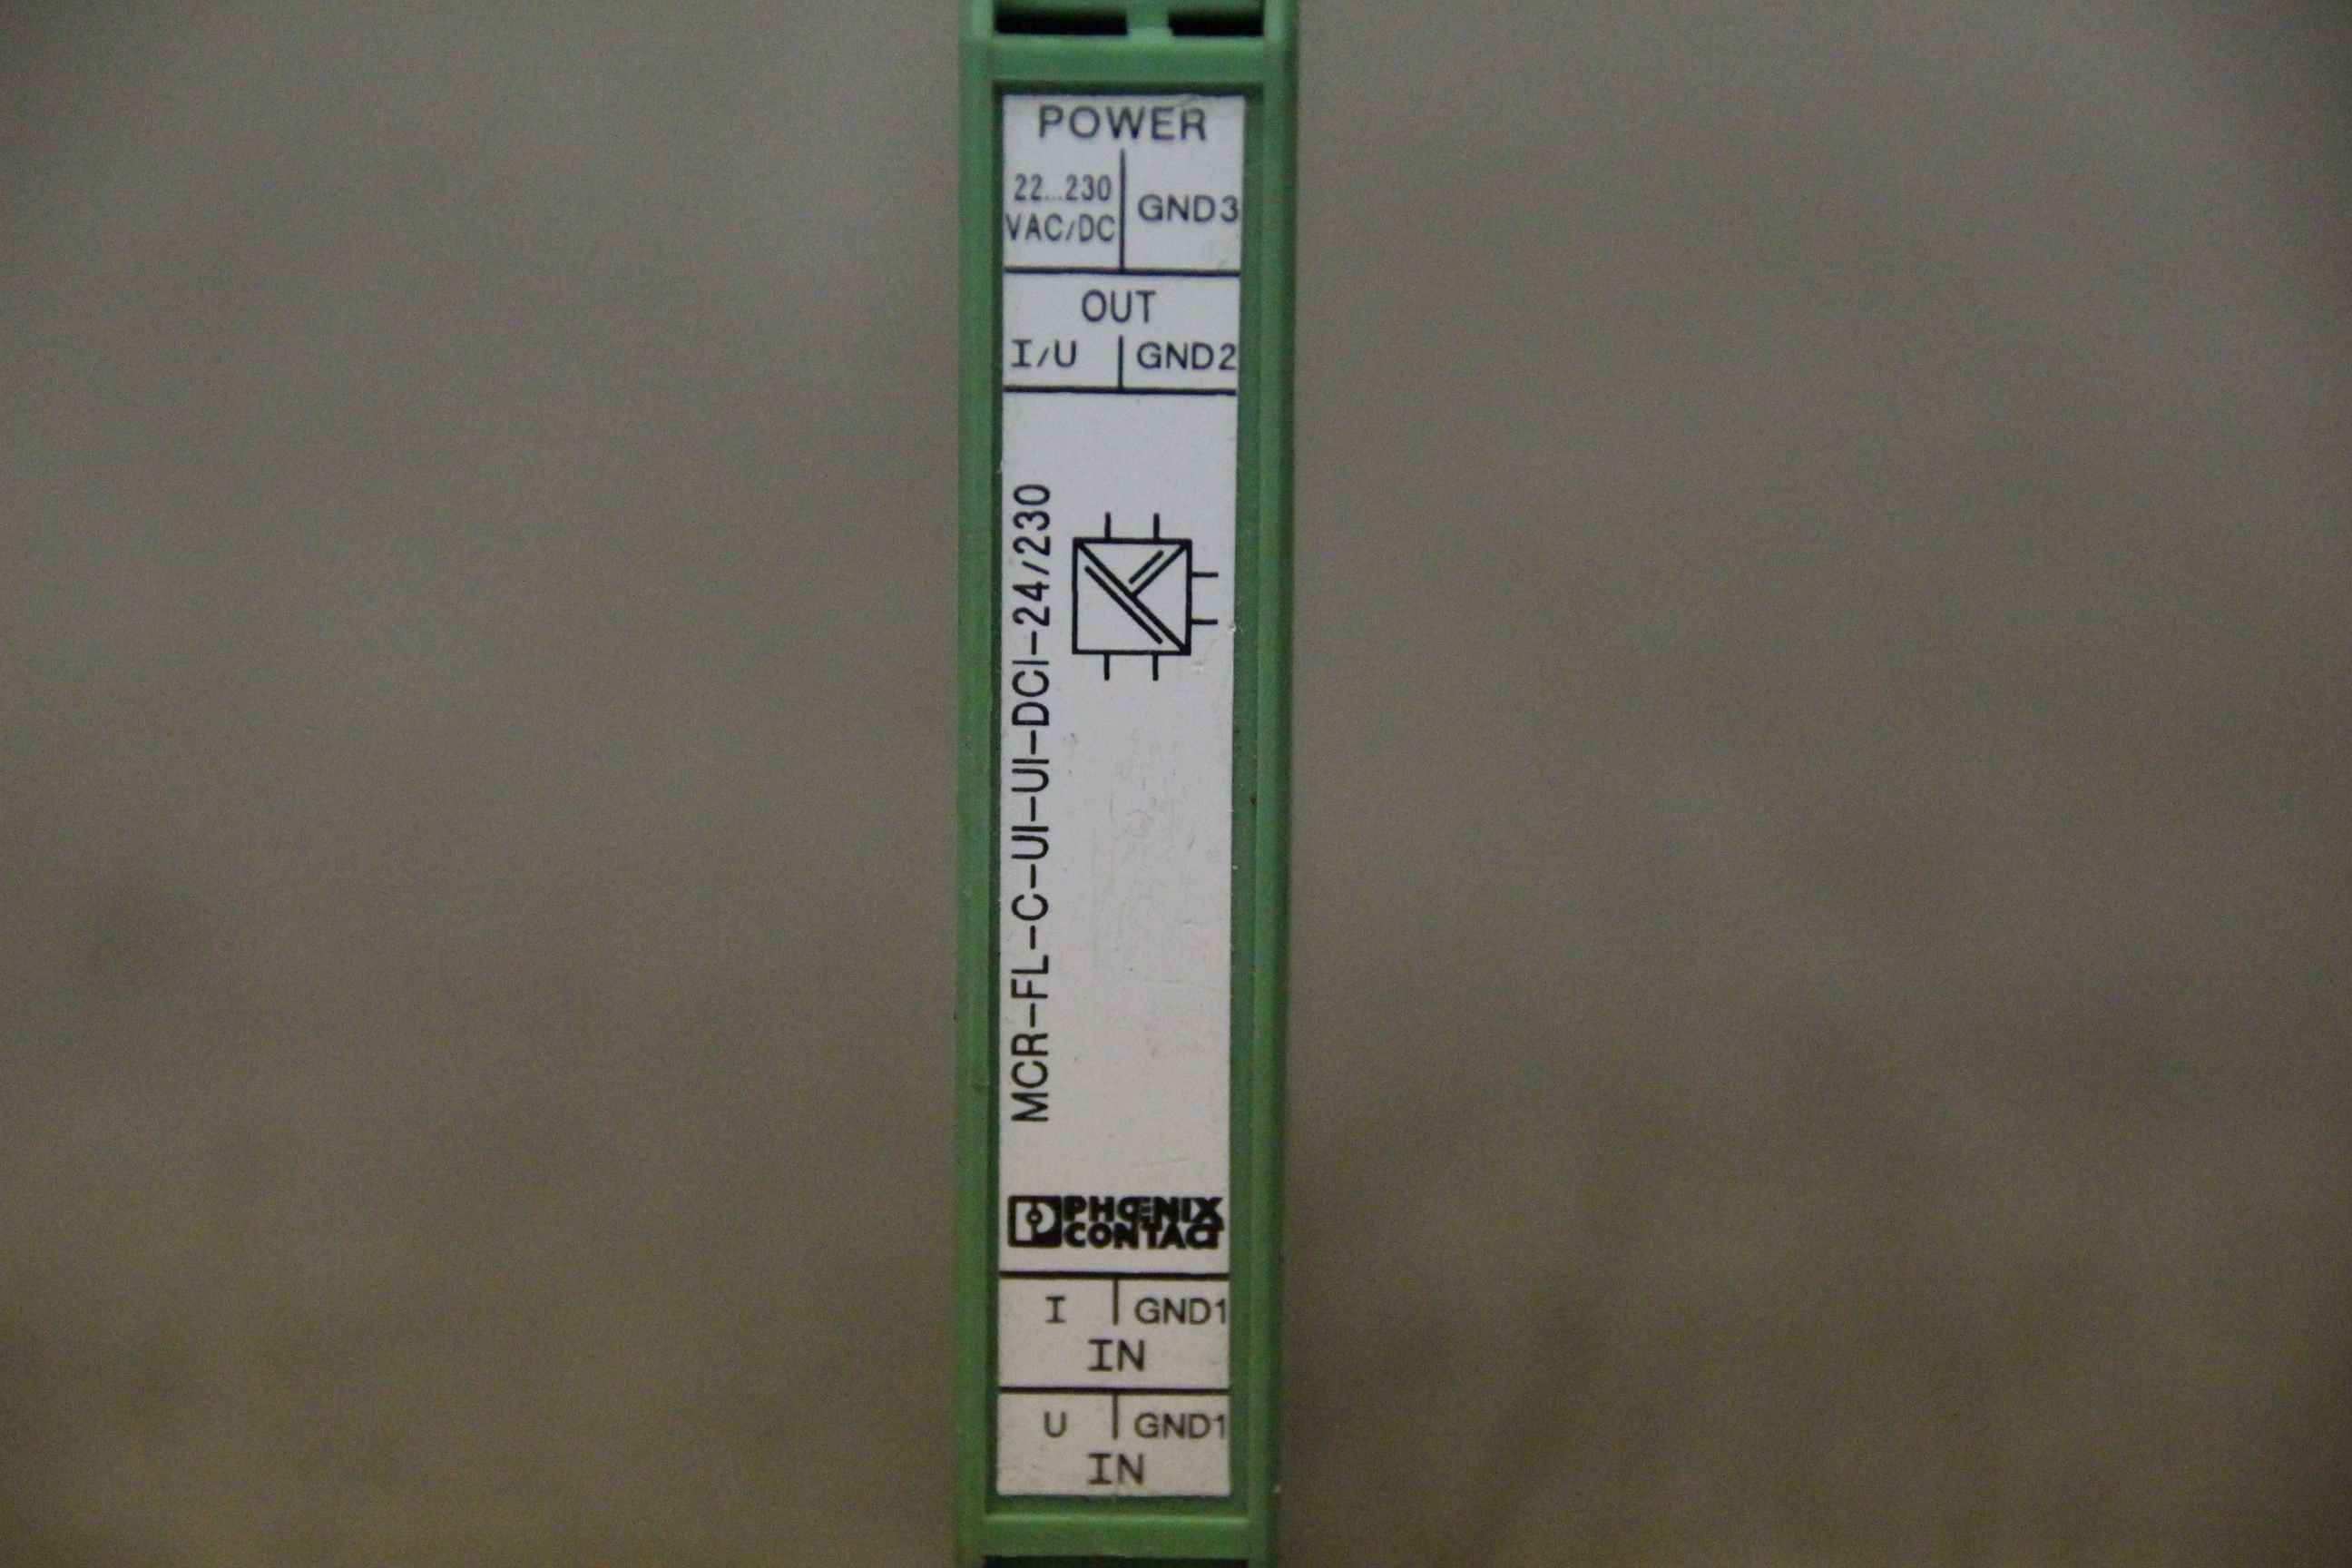 POWER
22...230
VAC/DC
GND3
OUT
I/U GND2
MCR-FL-C-UI-UI-DCI-24/230
PHOENIX
CONTACT
I GND1
IN
U GND1
IN